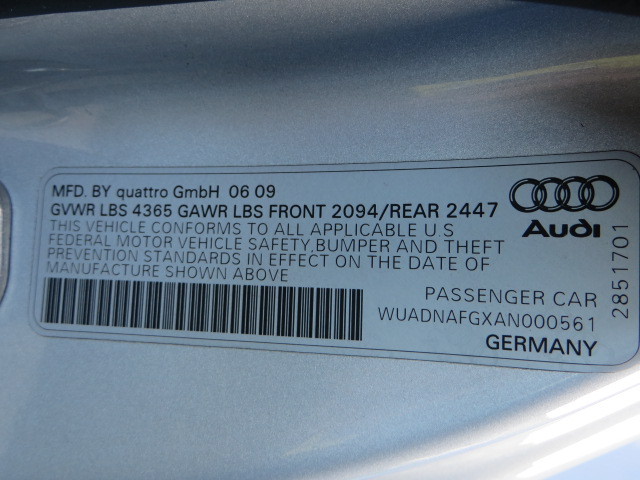 MFD. BY quattro GmbH 06 09
GVWR LBS 4365 GAWR LBS FRONT 2094/REAR 2447
THIS VEHICLE CONFORMS TO ALL APPLICABLE U S
FEDERAL MOTOR VEHICLE SAFETY,BUMPER AND THEFT
PREVENTION STANDARDS IN EFFECT ON THE DATE OF
MANUFACTURE SHOWN ABOVE
Audi
PASSENGER CAR
WUADNAFGXAN000561
GERMANY
2851701